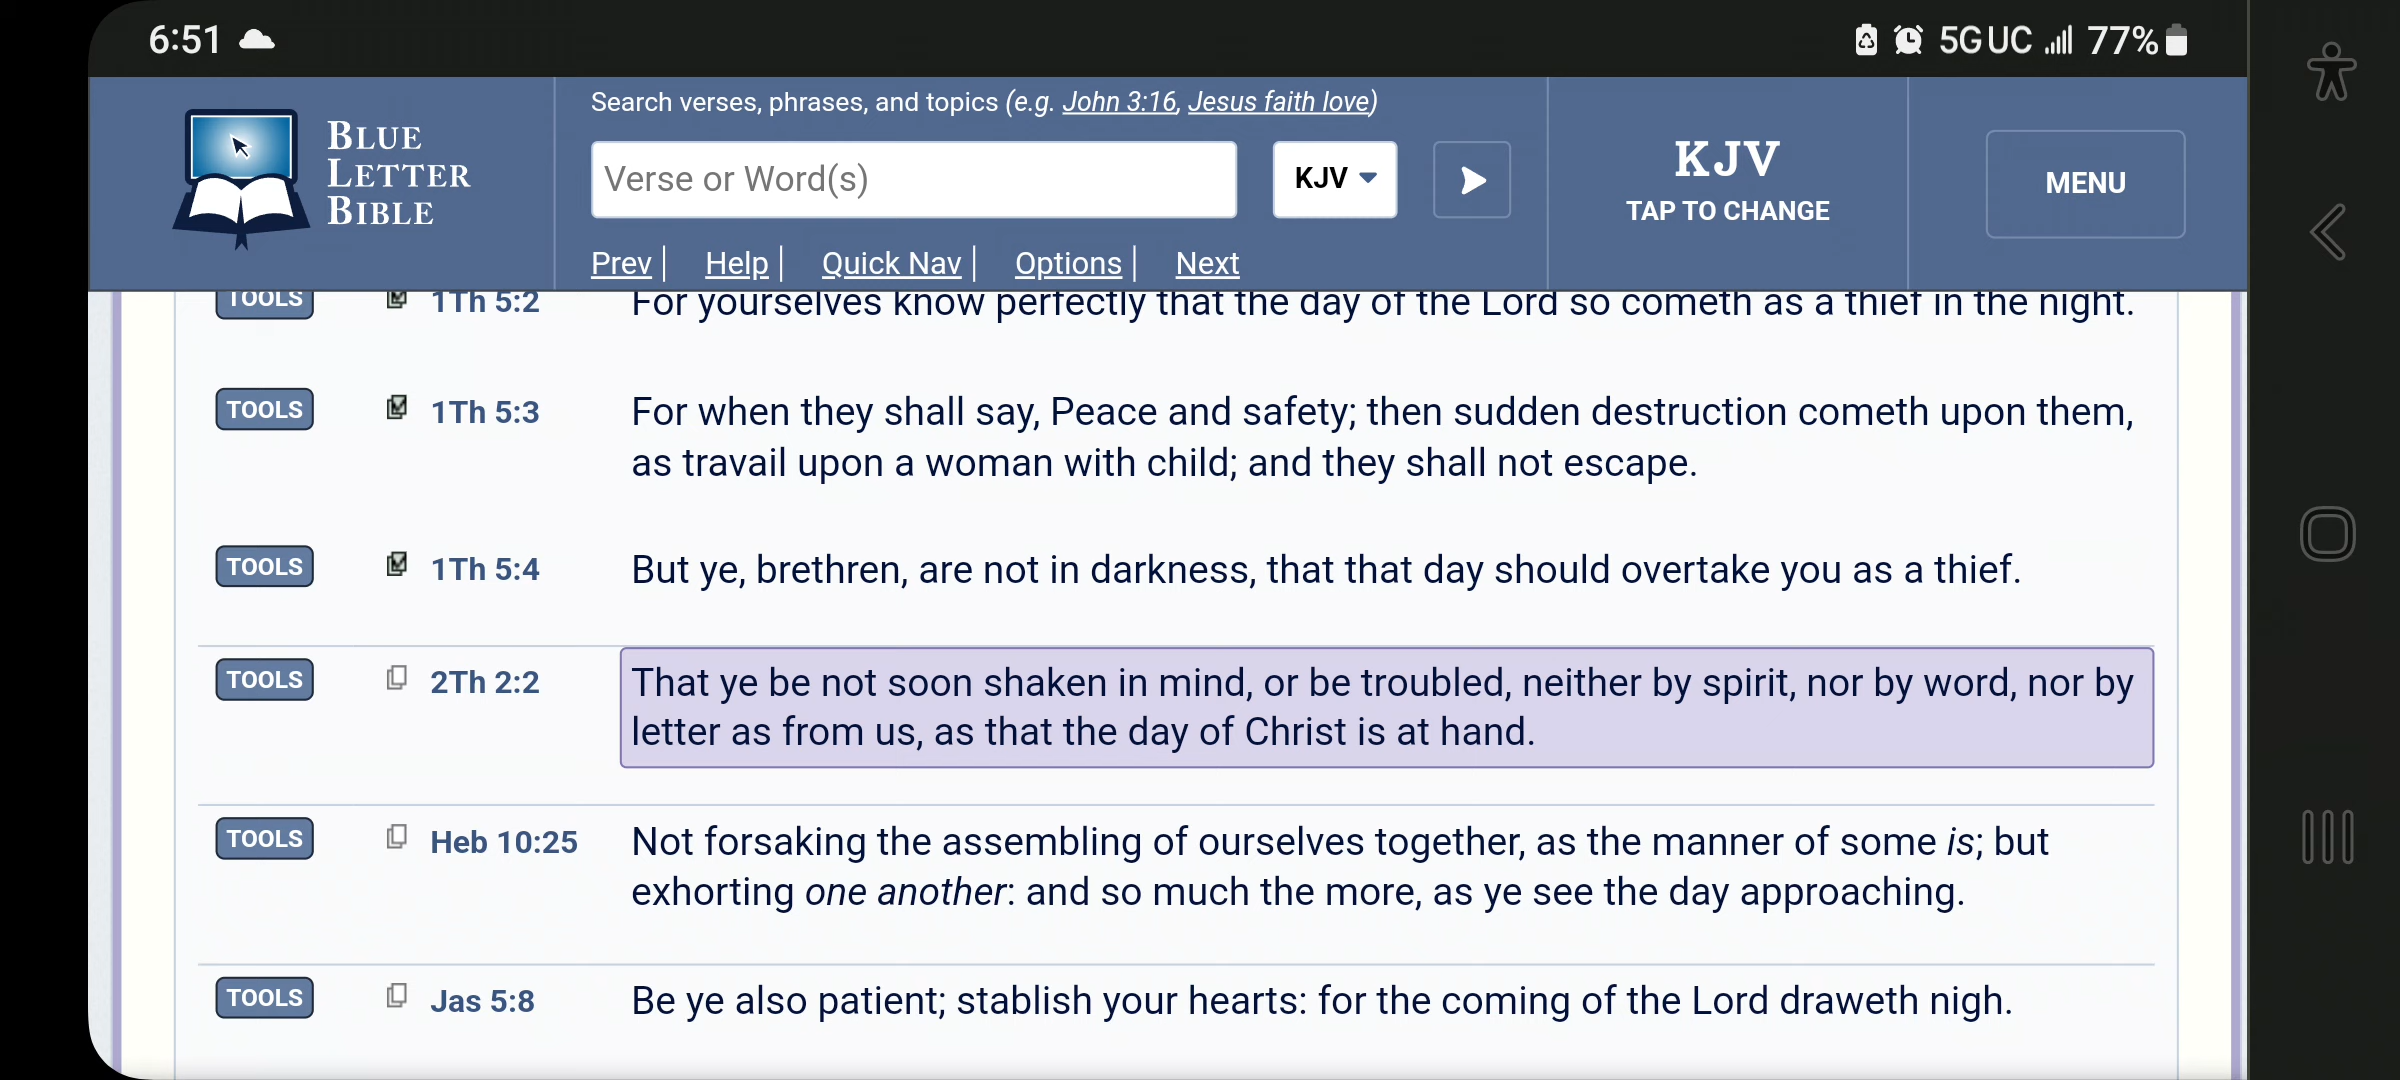 6:51 5G UC 77%
BLUE
LETTER
BIBLE
Search verses, phrases, and topics (e.g. John 3:16, Jesus faith love)
Verse or Word(s)
KJV
KJV
TAP TO CHANGE
MENU
Prev | Help | Quick Nav | Options | Next
TOOLS 1Th 5:2 For yourselves know perfectly that the day of the Lord so cometh as a thief in the night.
TOOLS 1Th 5:3 For when they shall say, Peace and safety; then sudden destruction cometh upon them,
as travail upon a woman with child; and they shall not escape.
TOOLS 1Th 5:4 But ye, brethren, are not in darkness, that that day should overtake you as a thief.
TOOLS 2Th 2:2 That ye be not soon shaken in mind, or be troubled, neither by spirit, nor by word, nor by
letter as from us, as that the day of Christ is at hand.
TOOLS Heb 10:25 Not forsaking the assembling of ourselves together, as the manner of some is; but
exhorting one another: and so much the more, as ye see the day approaching.
TOOLS Jas 5:8 Be ye also patient; stablish your hearts: for the coming of the Lord draweth nigh.